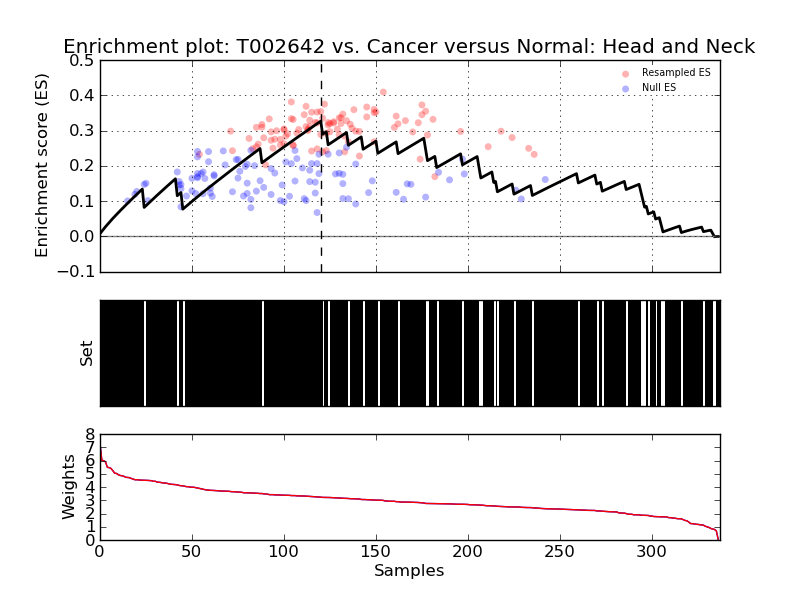 Enrichment plot: T002642 vs. Cancer versus Normal: Head and Neck
0.5
0.4
0.3
0.2
0.1
0.0
−0.1
Enrichment score (ES)
Resampled ES
Null ES
Set
8
7
6
5
4
3
2
1
0
Weights
0 50 100 150 200 250 300
Samples